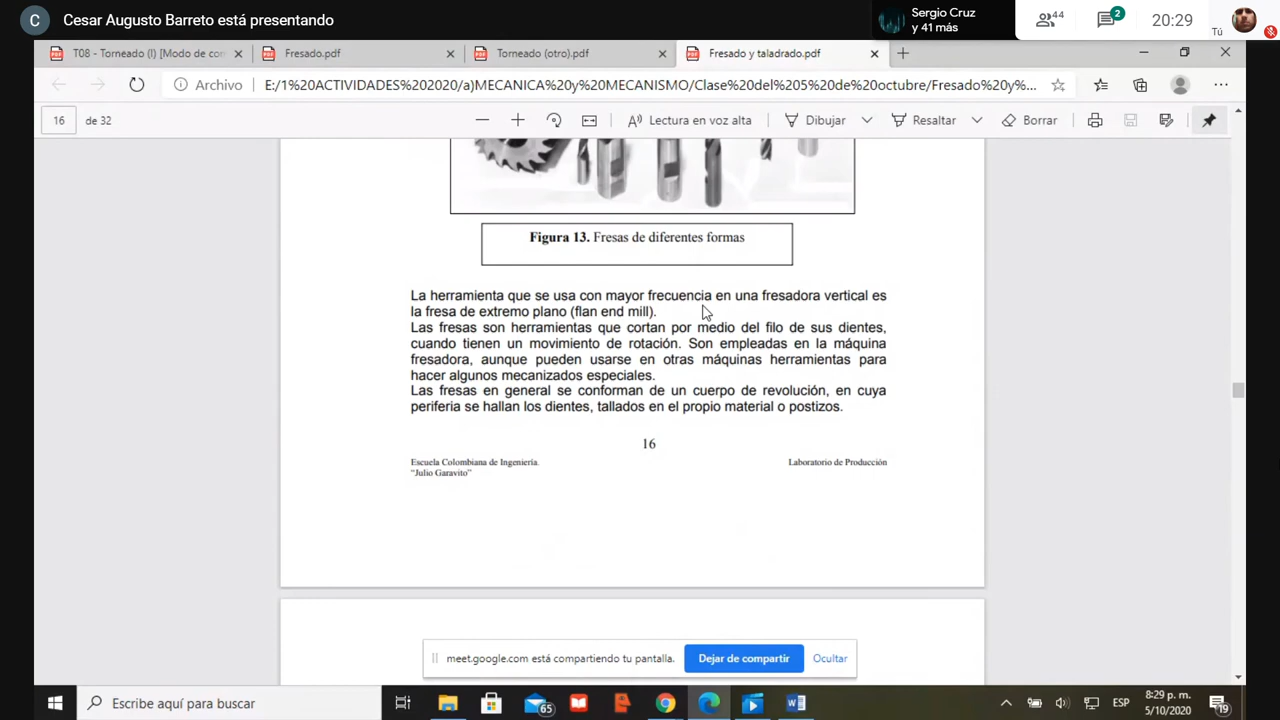 C Cesar Augusto Barreto está presentando
Sergio Cruz
y 41 más
44
2
20:29
Tú
T08 - Torneado (I) [Modo de con
Fresado.pdf
Torneado (otro).pdf
Fresado y taladrado.pdf
Archivo E:/1%20ACTIVIDADES%202020/a)MECANICA%20y%20MECANISMO/Clase%20del%205%20de%20octubre/Fresado%20y%...
16 de 32
Lectura en voz alta
Dibujar
Resaltar
Borrar
Figura 13. Fresas de diferentes formas
La herramienta que se usa con mayor frecuencia en una fresadora vertical es
la fresa de extremo plano (flan end mill).
Las fresas son herramientas que cortan por medio del filo de sus dientes,
cuando tienen un movimiento de rotación. Son empleadas en la máquina
fresadora, aunque pueden usarse en otras máquinas herramientas para
hacer algunos mecanizados especiales.
Las fresas en general se conforman de un cuerpo de revolución, en cuya
periferia se hallan los dientes, tallados en el propio material o postizos.
16
Escuela Colombiana de Ingeniería.
"Julio Garavito"
Laboratorio de Producción
meet.google.com está compartiendo tu pantalla.
Dejar de compartir
Ocultar
Escribe aquí para buscar
65
ESP
8:29 p. m.
5/10/2020
19